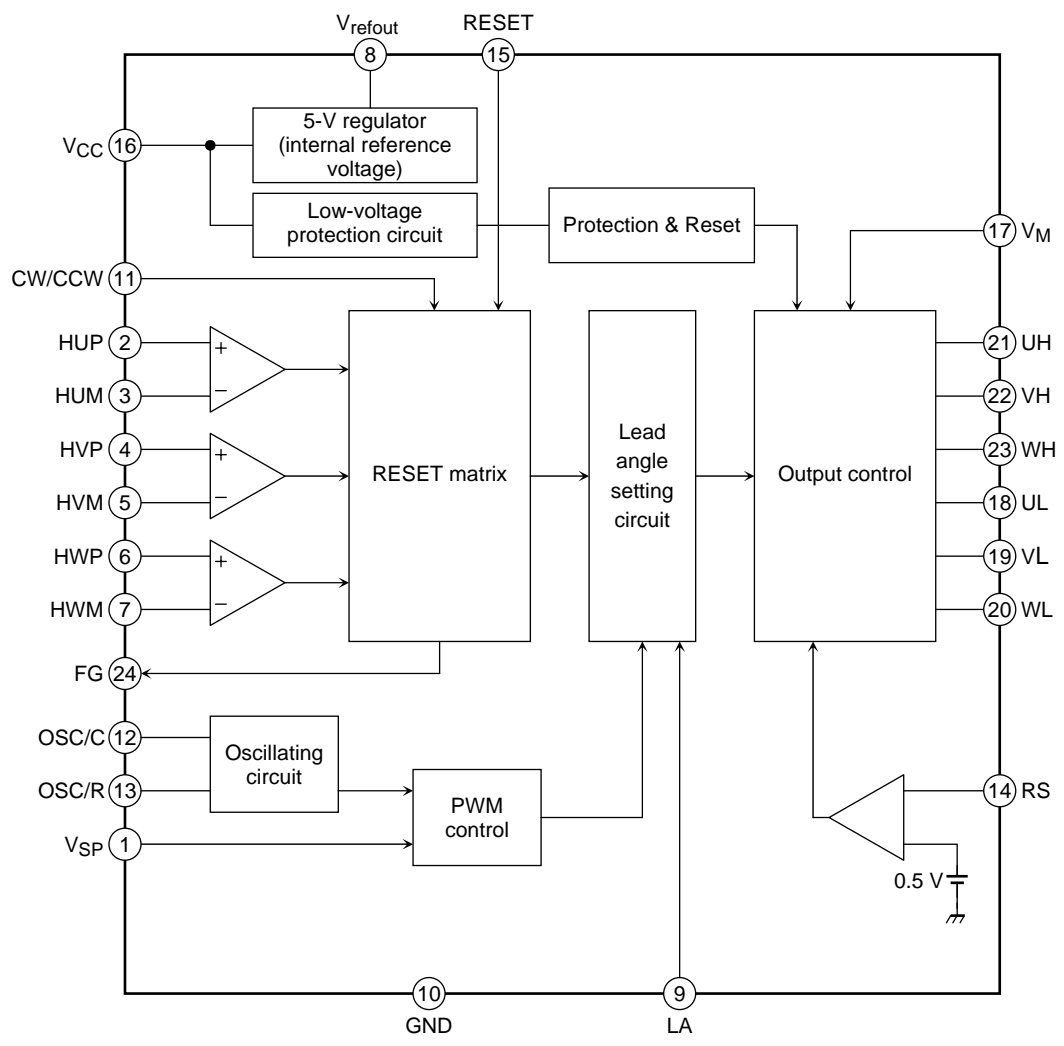 Vrefout
RESET
8
15
VCC
16
5-V regulator
(internal reference
voltage)
Low-voltage
protection circuit
Protection & Reset
17
VM
CW/CCW
11
HUP
2
+
HUM
3
−
HVP
4
+
HVM
5
−
HWP
6
+
HWM
7
−
RESET matrix
Lead
angle
setting
circuit
Output control
21
UH
22
VH
23
WH
18
UL
19
VL
20
WL
FG
24
OSC/C
12
OSC/R
13
Oscillating
circuit
VSP
1
PWM
control
14
RS
0.5 V
10
GND
9
LA